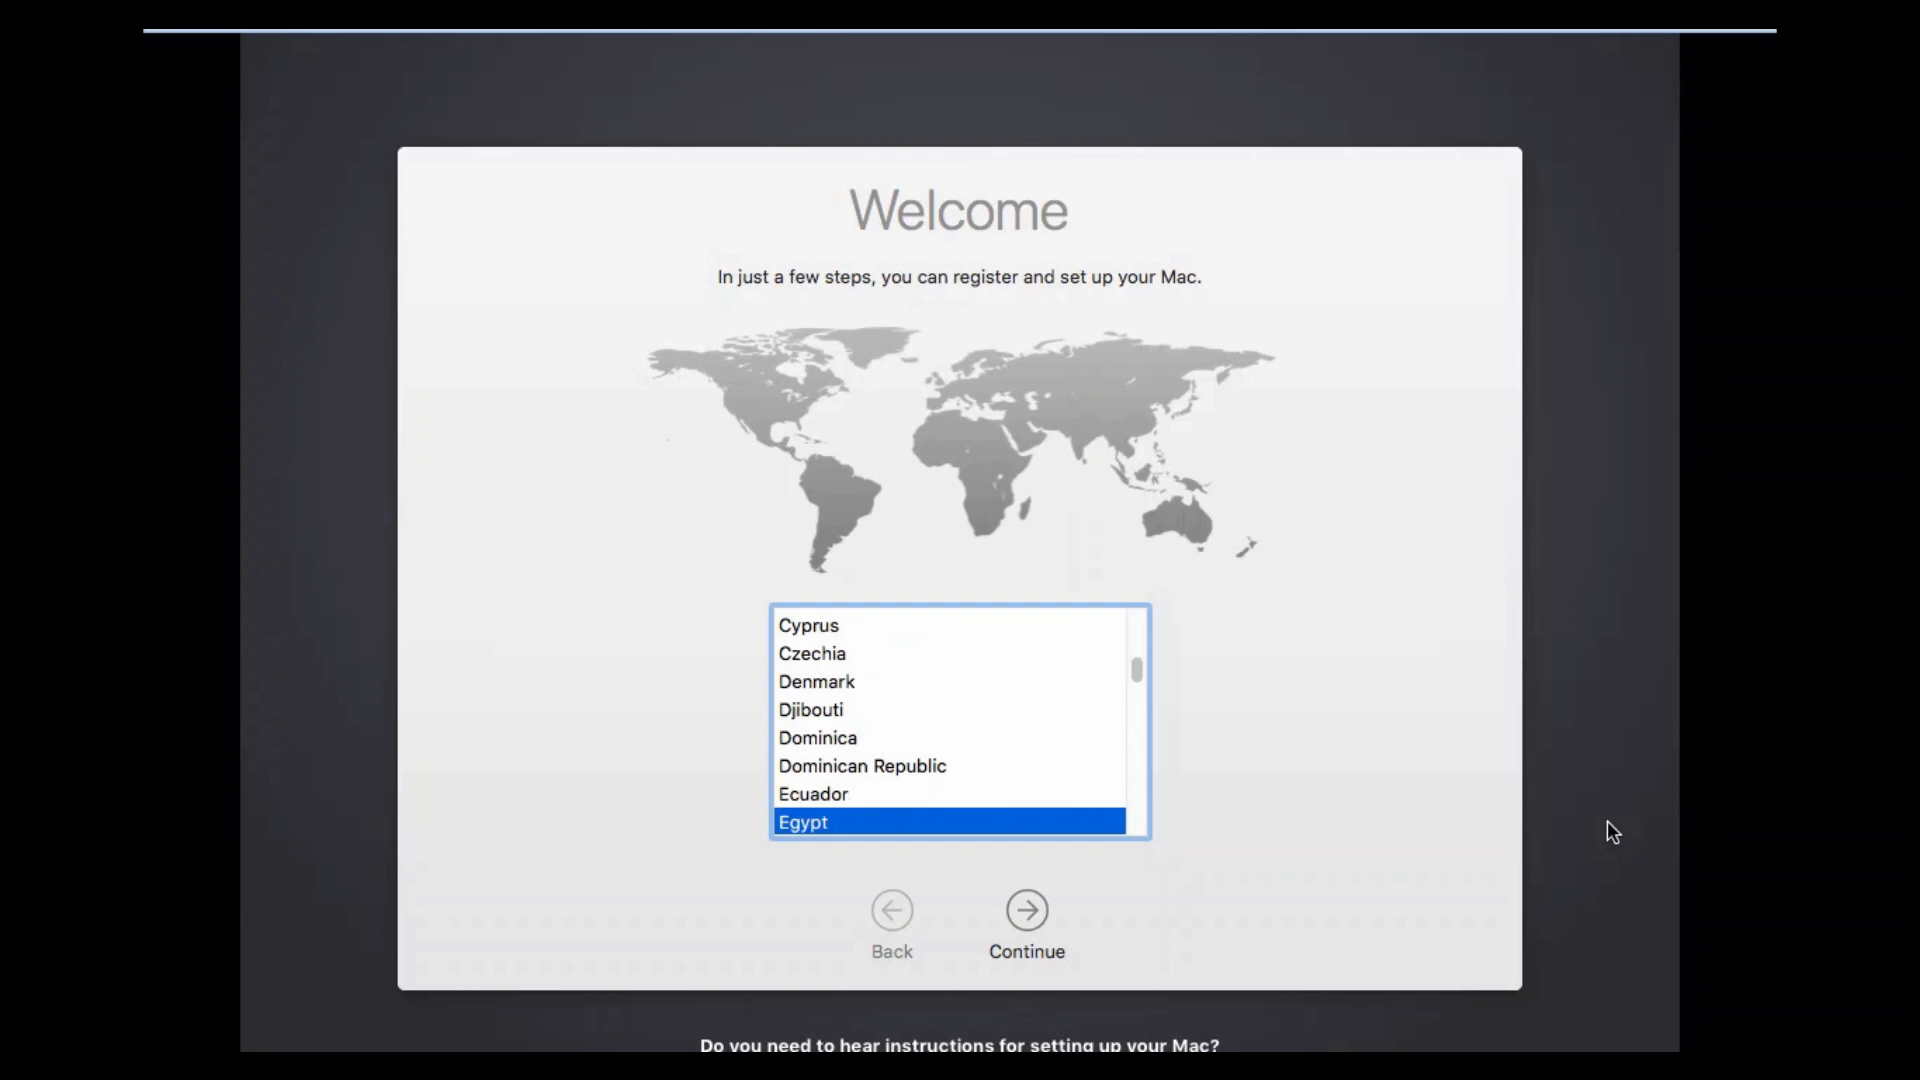 Welcome
In just a few steps, you can register and set up your Mac.
Cyprus
Czechia
Denmark
Djibouti
Dominica
Dominican Republic
Ecuador
Egypt
Back
Continue
Do you need to hear instructions for setting up your Mac?